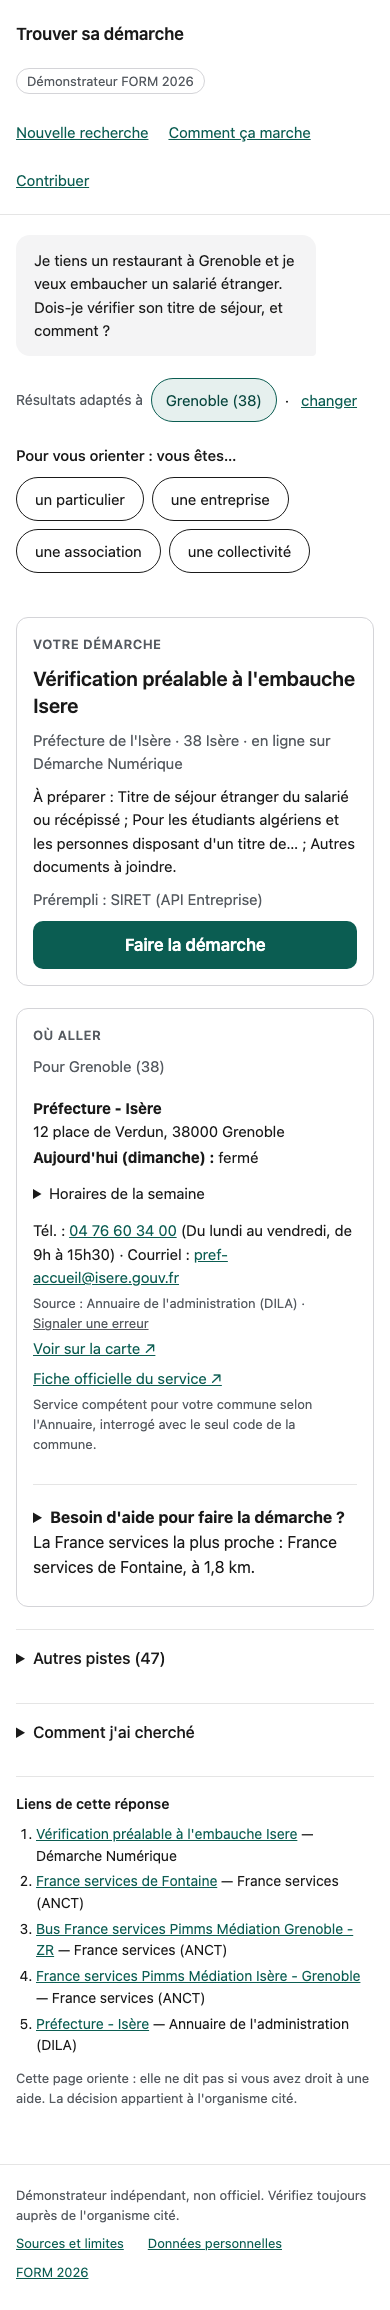 Trouver sa démarche
Démonstrateur FORM 2026
Nouvelle recherche Comment ça marche
Contribuer
Je tiens un restaurant à Grenoble et je
veux embaucher un salarié étranger.
Dois-je vérifier son titre de séjour, et
comment ?
Résultats adaptés à Grenoble (38) · changer
Pour vous orienter : vous êtes...
un particulier une entreprise
une association une collectivité
VOTRE DÉMARCHE
Vérification préalable à l'embauche
Isere
Préfecture de l'Isère · 38 Isère · en ligne sur
Démarche Numérique
À préparer : Titre de séjour étranger du salarié
ou récépissé ; Pour les étudiants algériens et
les personnes disposant d'un titre de... ; Autres
documents à joindre.
Prérempli : SIRET (API Entreprise)
Faire la démarche
OÙ ALLER
Pour Grenoble (38)
Préfecture - Isère
12 place de Verdun, 38000 Grenoble
Aujourd'hui (dimanche) : fermé
▶ Horaires de la semaine
Tél. : 04 76 60 34 00 (Du lundi au vendredi, de
9h à 15h30) · Courriel : pref-
accueil@isere.gouv.fr
Source : Annuaire de l'administration (DILA) ·
Signaler une erreur
Voir sur la carte ↗
Fiche officielle du service ↗
Service compétent pour votre commune selon
l'Annuaire, interrogé avec le seul code de la
commune.
▶ Besoin d'aide pour faire la démarche ?
La France services la plus proche : France
services de Fontaine, à 1,8 km.
▶ Autres pistes (47)
▶ Comment j'ai cherché
Liens de cette réponse
1. Vérification préalable à l'embauche Isere —
Démarche Numérique
2. France services de Fontaine — France services
(ANCT)
3. Bus France services Pimms Médiation Grenoble -
ZR — France services (ANCT)
4. France services Pimms Médiation Isère - Grenoble
— France services (ANCT)
5. Préfecture - Isère — Annuaire de l'administration
(DILA)
Cette page oriente : elle ne dit pas si vous avez droit à une
aide. La décision appartient à l'organisme cité.
Démonstrateur indépendant, non officiel. Vérifiez toujours
auprès de l'organisme cité.
Sources et limites Données personnelles
FORM 2026